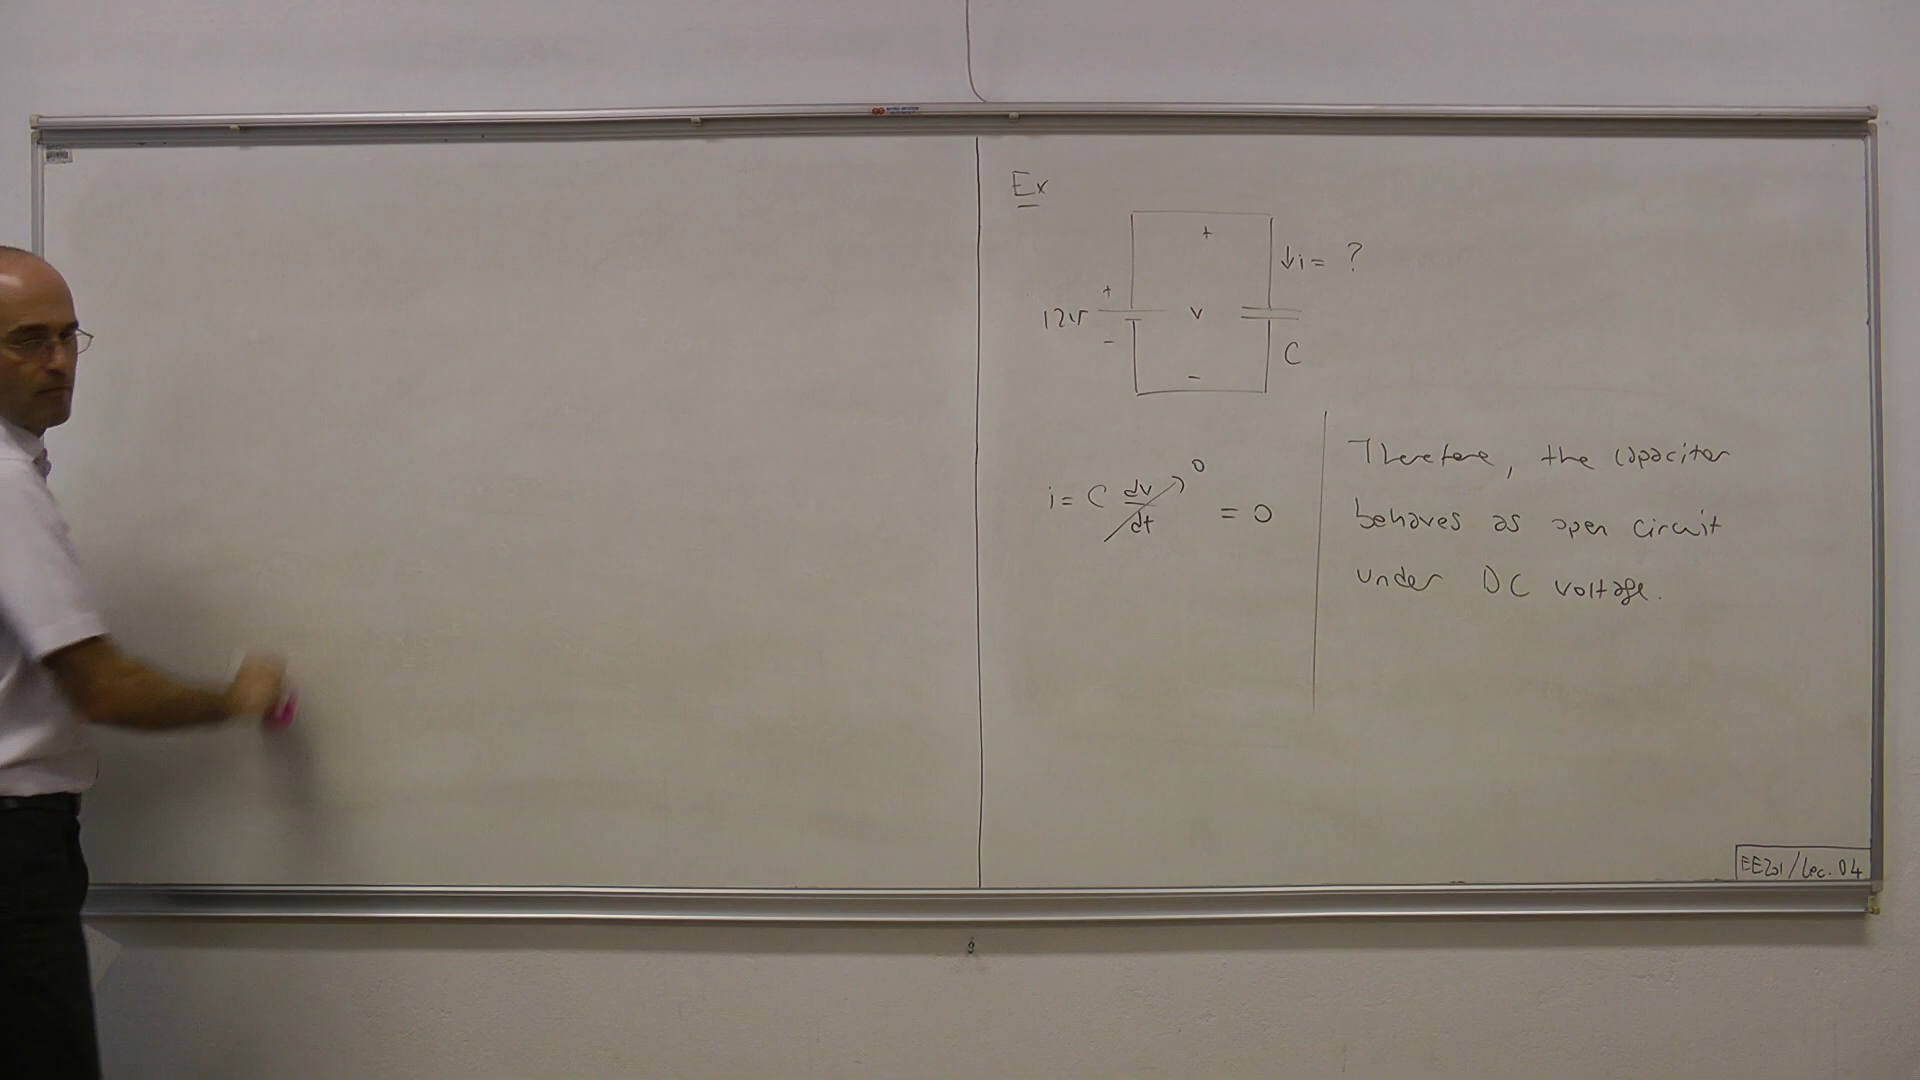 Ex
+
↓i= ?
+
12V
v
-
C
-
i= C dv/dt 0 = 0
Therefore, the capacitor
behaves as open circuit
under DC voltage.
EE201/Lec. 04